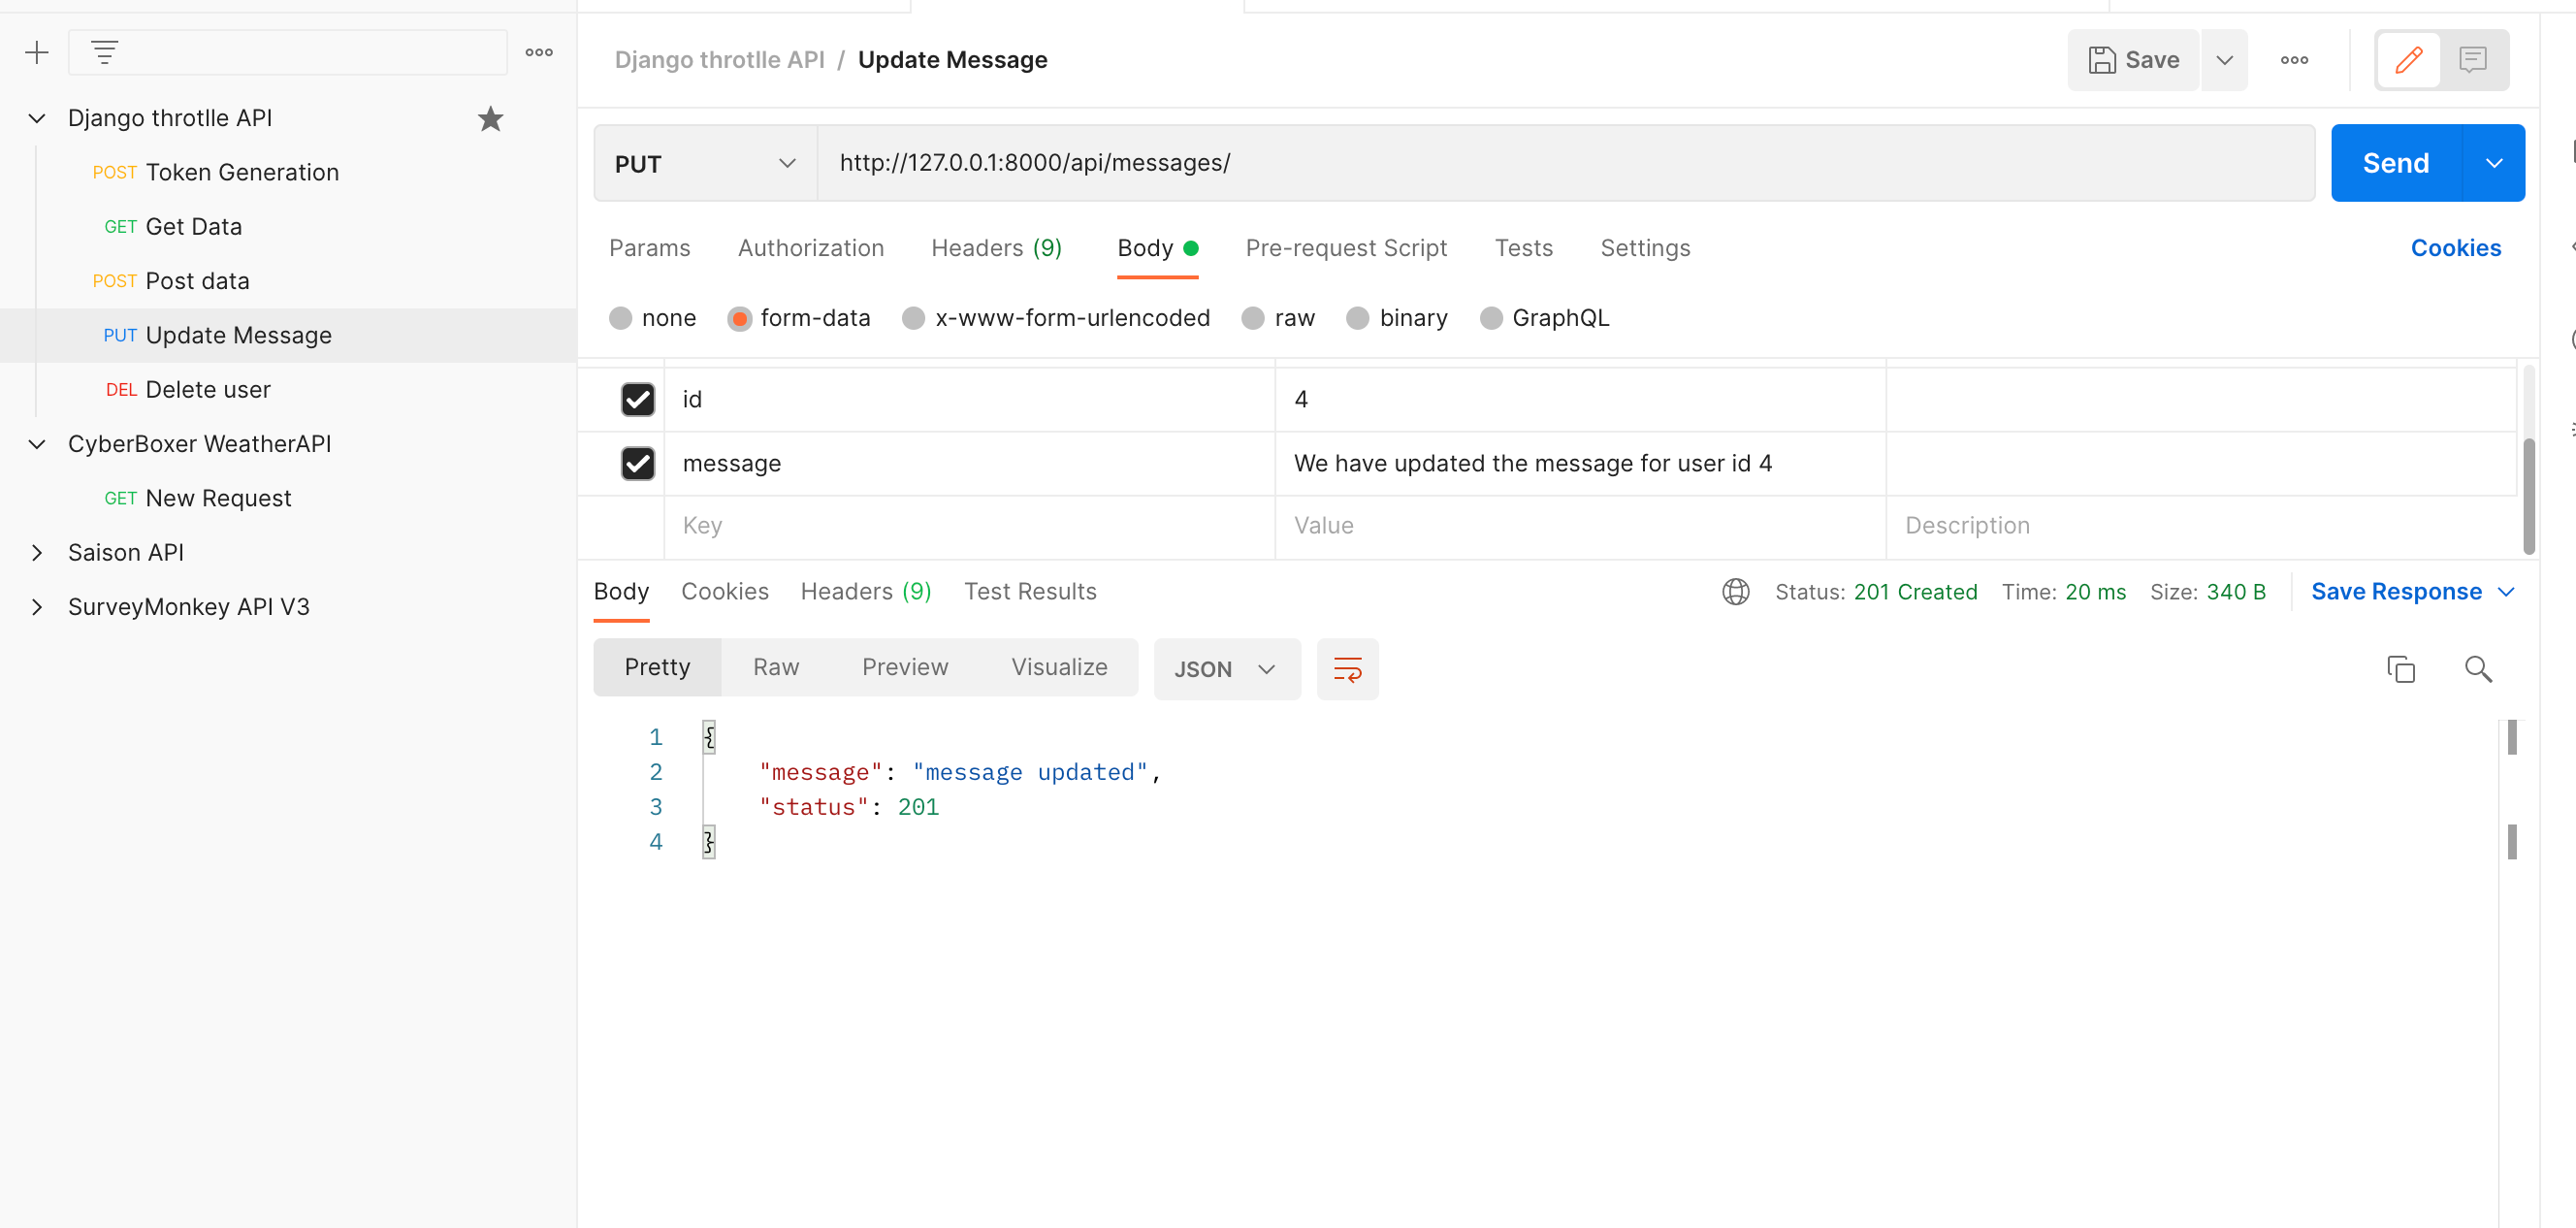 Django throtlle API
POST Token Generation
GET Get Data
POST Post data
PUT Update Message
DEL Delete user
CyberBoxer WeatherAPI
GET New Request
Saison API
SurveyMonkey API V3
Django throtlle API / Update Message
Save
PUT http://127.0.0.1:8000/api/messages/ Send
Params Authorization Headers (9) Body Pre-request Script Tests Settings Cookies
none form-data x-www-form-urlencoded raw binary GraphQL
id 4
message We have updated the message for user id 4
Key Value Description
Body Cookies Headers (9) Test Results Status: 201 Created Time: 20 ms Size: 340 B Save Response
Pretty Raw Preview Visualize JSON
1 {
2 "message": "message updated",
3 "status": 201
4 }